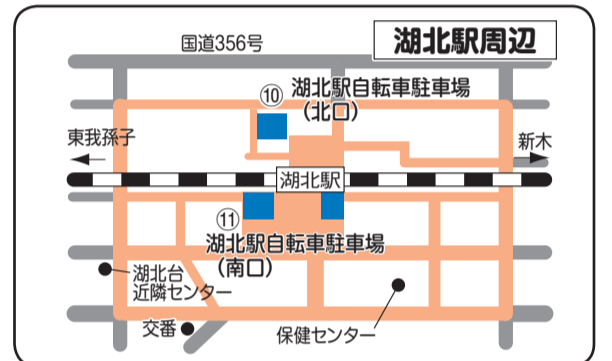 湖北駅周辺
国道356号
⑩ 湖北駅自転車駐車場
(北口)
東我孫子
新木
湖北駅
⑪
湖北駅自転車駐車場
(南口)
湖北台
近隣センター
交番
保健センター